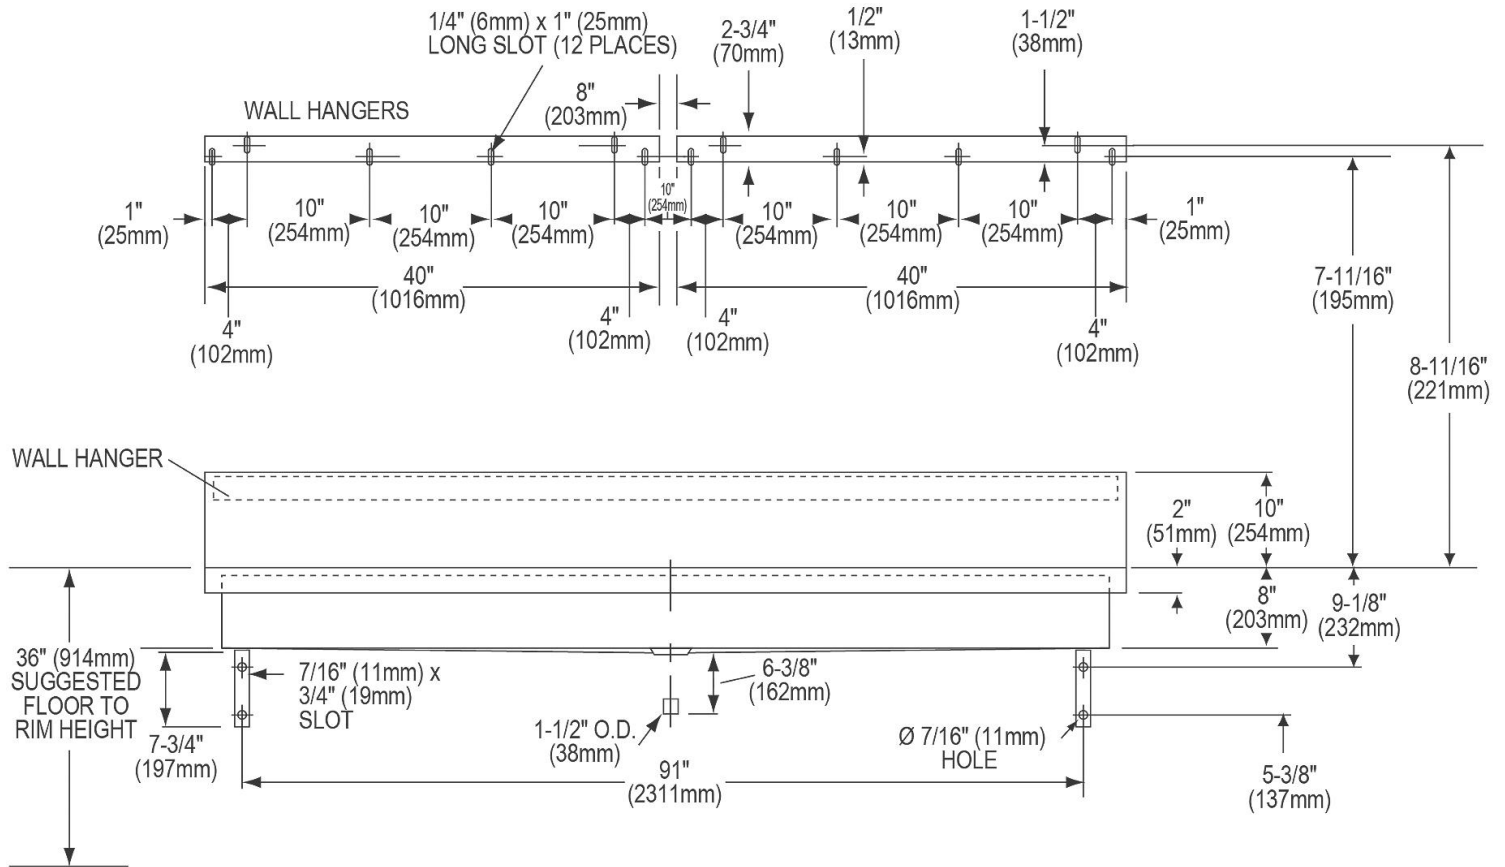 1/4" (6mm) x 1" (25mm)
LONG SLOT (12 PLACES)
2-3/4"
(70mm)
1/2"
(13mm)
1-1/2"
(38mm)
8"
(203mm)
WALL HANGERS
1"
(25mm)
10"
(254mm)
10"
(254mm)
10"
(254mm)
10"
(254mm)
10"
(254mm)
10"
(254mm)
10"
(254mm)
1"
(25mm)
40"
(1016mm)
40"
(1016mm)
4"
(102mm)
4"
(102mm)
4"
(102mm)
4"
(102mm)
7-11/16"
(195mm)
8-11/16"
(221mm)
WALL HANGER
2"
(51mm)
10"
(254mm)
8"
(203mm)
9-1/8"
(232mm)
36" (914mm)
SUGGESTED
FLOOR TO
RIM HEIGHT
7/16" (11mm) x
3/4" (19mm)
SLOT
6-3/8"
(162mm)
7-3/4"
(197mm)
1-1/2" O.D.
(38mm)
Ø 7/16" (11mm)
HOLE
91"
(2311mm)
5-3/8"
(137mm)